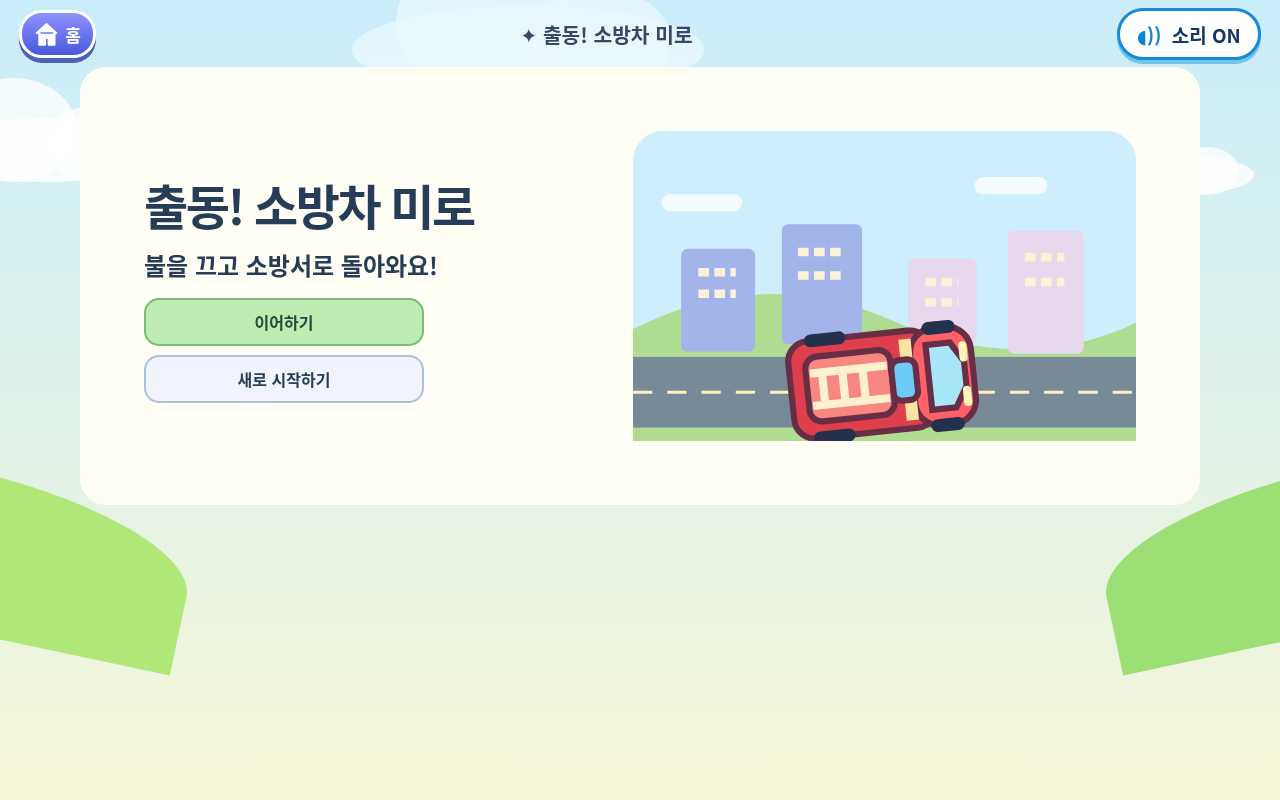 홈
✦ 출동! 소방차 미로
소리 ON
출동! 소방차 미로
불을 끄고 소방서로 돌아와요!
이어하기
새로 시작하기